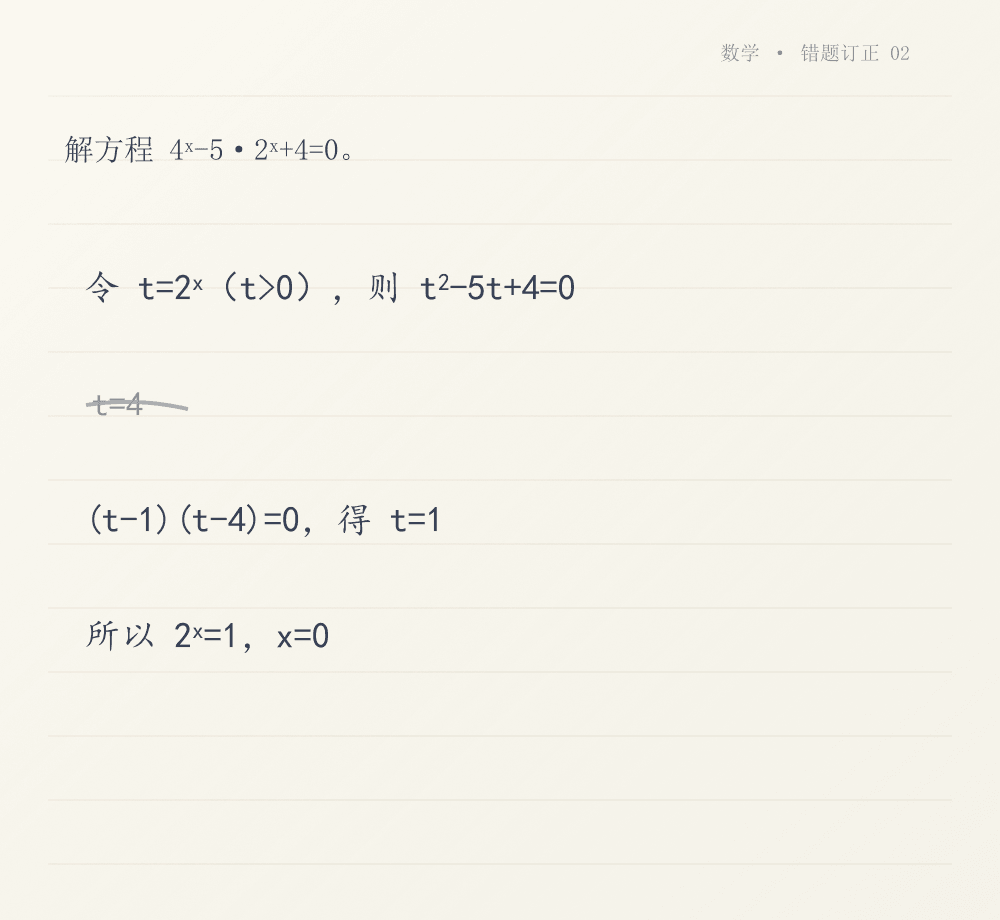 数学 · 错题订正 02
解方程 4ˣ−5·2ˣ+4=0。
令 t=2ˣ（t>0），则 t²−5t+4=0
t=4
(t−1)(t−4)=0, 得 t=1
所以 2ˣ=1, x=0